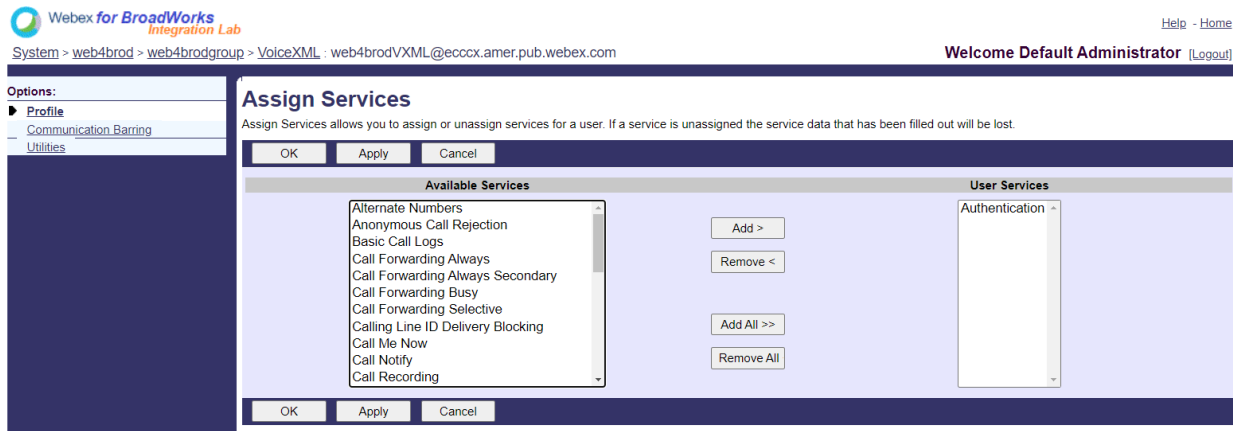 Webex for BroadWorks
Integration Lab
Help - Home
System > web4brod > web4brodgroup > VoiceXML : web4brodVXML@ecccx.amer.pub.webex.com
Welcome Default Administrator [Logout]
Options:
Profile
Communication Barring
Utilities
Assign Services
Assign Services allows you to assign or unassign services for a user. If a service is unassigned the service data that has been filled out will be lost.
OK Apply Cancel
Available Services
Alternate Numbers
Anonymous Call Rejection
Basic Call Logs
Call Forwarding Always
Call Forwarding Always Secondary
Call Forwarding Busy
Call Forwarding Selective
Calling Line ID Delivery Blocking
Call Me Now
Call Notify
Call Recording
Add >
Remove <
Add All >>
Remove All
User Services
Authentication
OK Apply Cancel